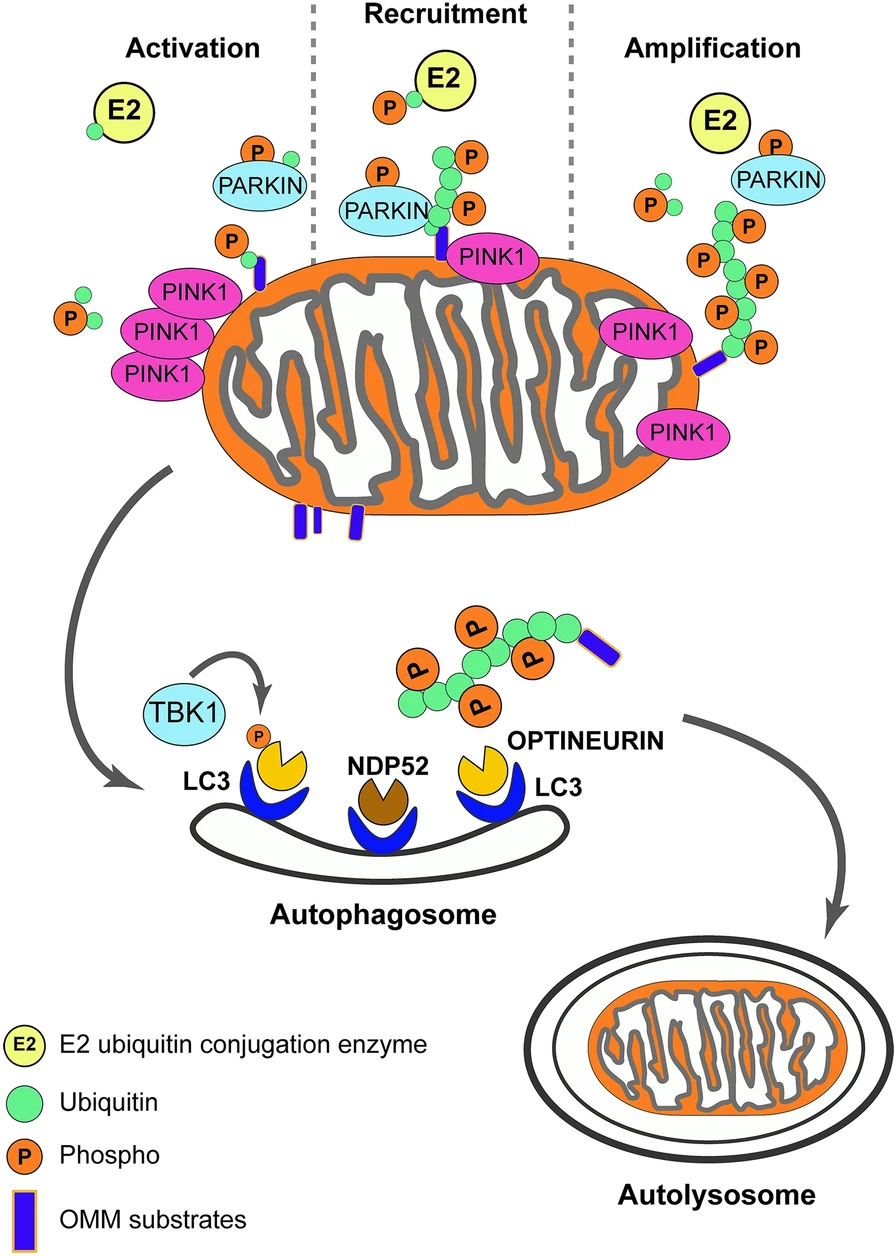 Activation
Recruitment
Amplification
E2
E2
E2
P
P
PARKIN
P
P
PARKIN
P
P
P
PARKIN
P
P
P
PINK1
PINK1
PINK1
P
PINK1
P
P
P
P
P
PINK1
PINK1
P
P
P
P
TBK1
P
LC3
NDP52
OPTINEURIN
LC3
Autophagosome
E2
E2 ubiquitin conjugation enzyme
Ubiquitin
P
Phospho
OMM substrates
Autolysosome